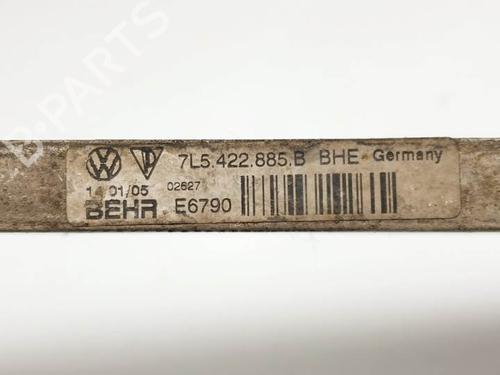 B-PARTS
7L5.422.885.B BHE Germany
14 01/05 02627
BEHR E6790